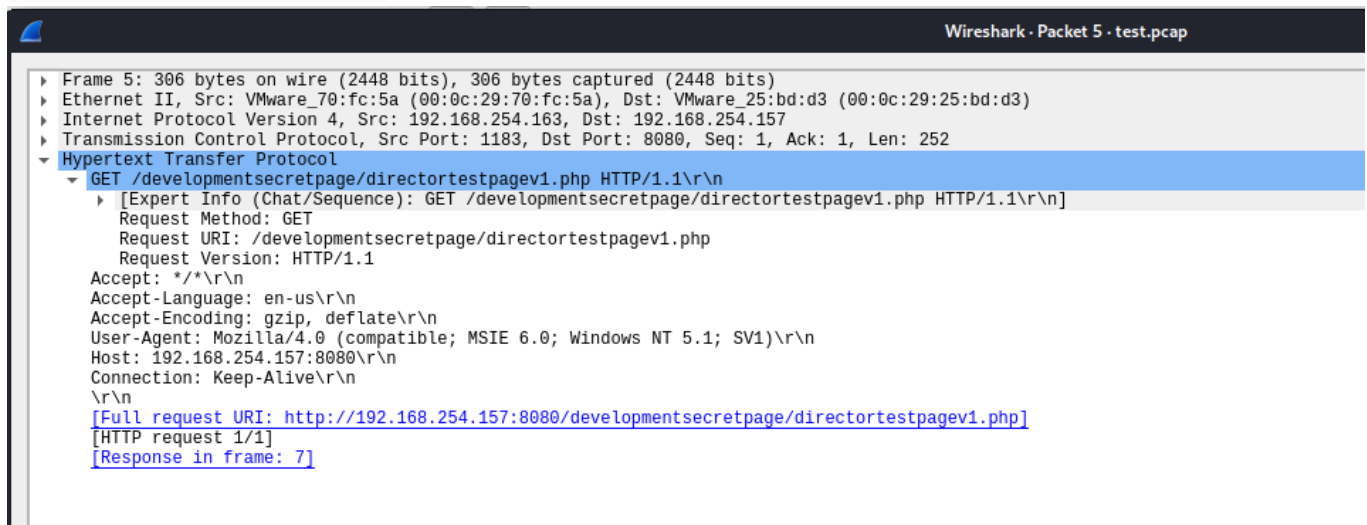 Wireshark · Packet 5 · test.pcap
Frame 5: 306 bytes on wire (2448 bits), 306 bytes captured (2448 bits)
Ethernet II, Src: VMware_70:fc:5a (00:0c:29:70:fc:5a), Dst: VMware_25:bd:d3 (00:0c:29:25:bd:d3)
Internet Protocol Version 4, Src: 192.168.254.163, Dst: 192.168.254.157
Transmission Control Protocol, Src Port: 1183, Dst Port: 8080, Seq: 1, Ack: 1, Len: 252
Hypertext Transfer Protocol
GET /developmentsecretpage/directortestpagev1.php HTTP/1.1\r\n
[Expert Info (Chat/Sequence): GET /developmentsecretpage/directortestpagev1.php HTTP/1.1\r\n]
Request Method: GET
Request URI: /developmentsecretpage/directortestpagev1.php
Request Version: HTTP/1.1
Accept: */*\r\n
Accept-Language: en-us\r\n
Accept-Encoding: gzip, deflate\r\n
User-Agent: Mozilla/4.0 (compatible; MSIE 6.0; Windows NT 5.1; SV1)\r\n
Host: 192.168.254.157:8080\r\n
Connection: Keep-Alive\r\n
\r\n
[Full request URI: http://192.168.254.157:8080/developmentsecretpage/directortestpagev1.php]
[HTTP request 1/1]
[Response in frame: 7]